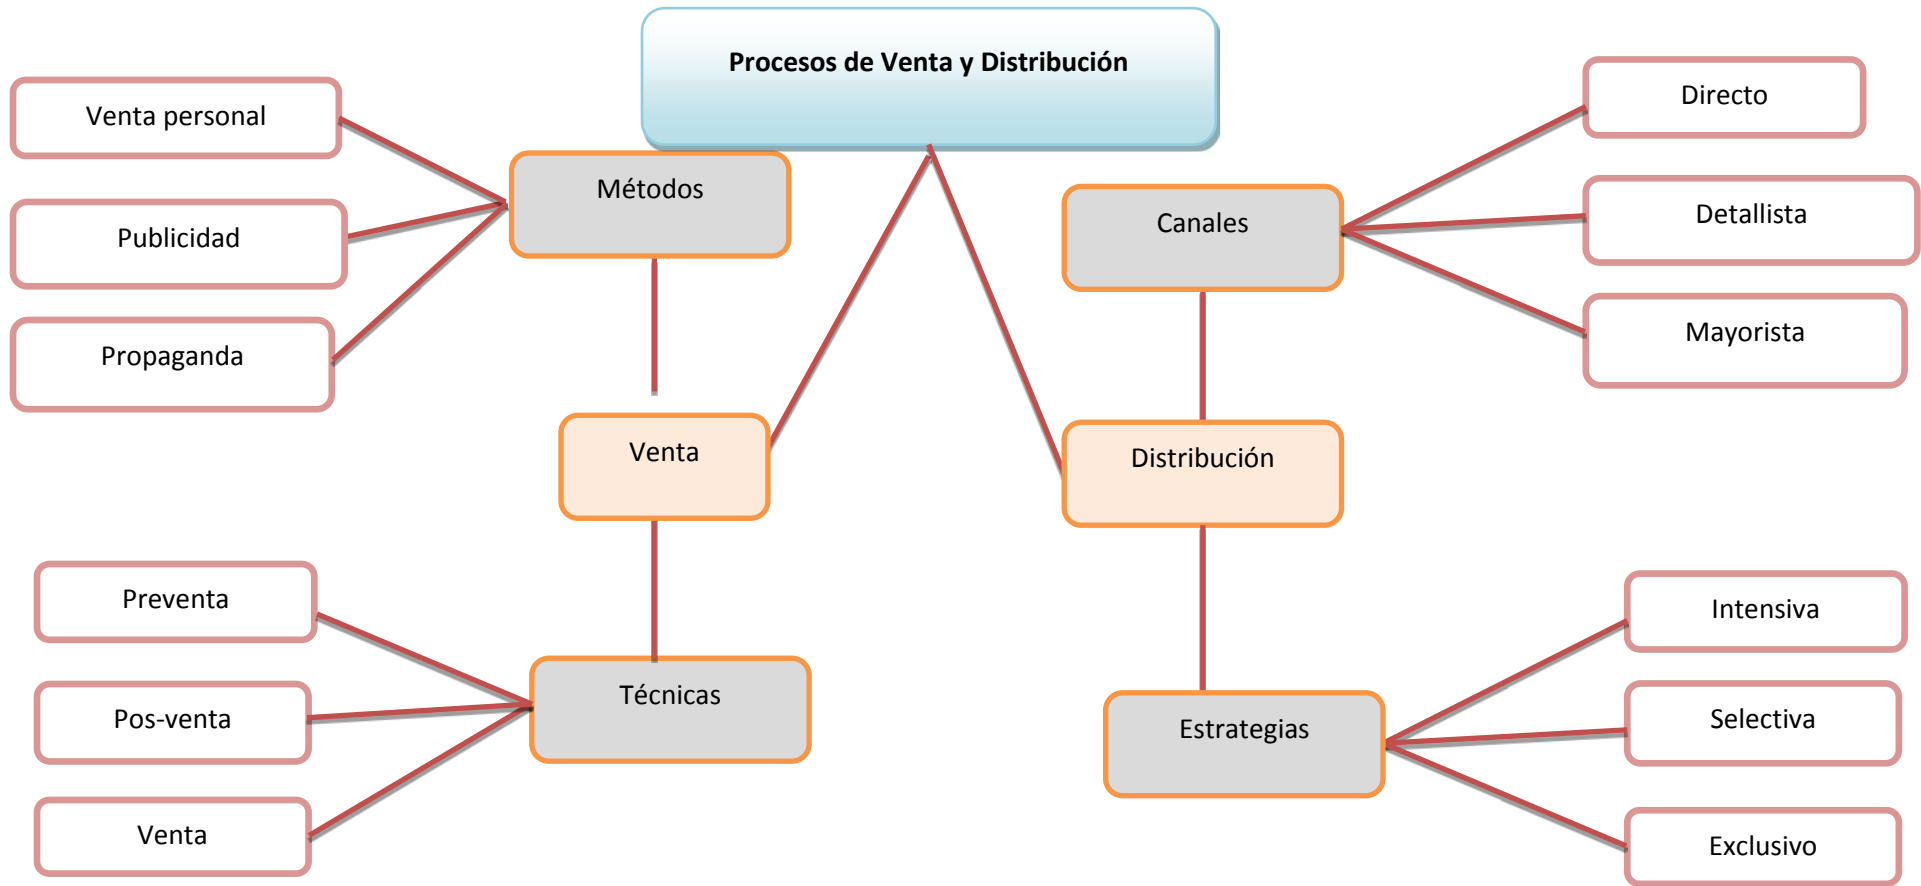 Procesos de Venta y Distribución
Venta personal
Publicidad
Propaganda
Métodos
Venta
Técnicas
Preventa
Pos-venta
Venta
Canales
Directo
Detallista
Mayorista
Distribución
Estrategias
Intensiva
Selectiva
Exclusivo